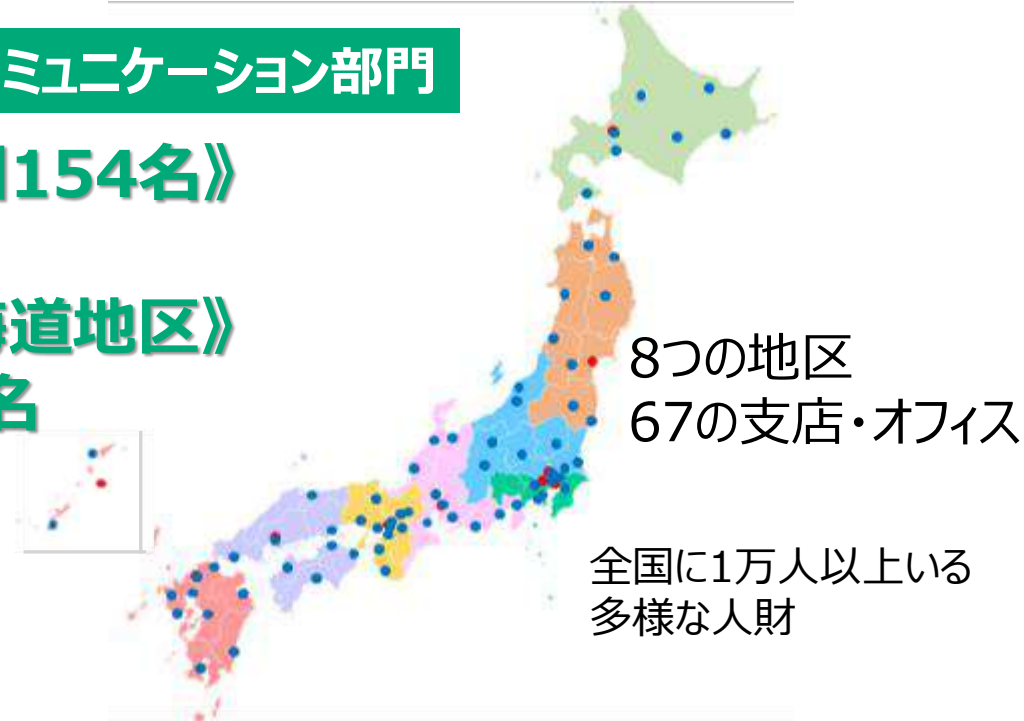 ミュニケーション部門
154名》
道地区》
名
8つの地区
67の支店・オフィス
全国に1万人以上いる
多様な人財